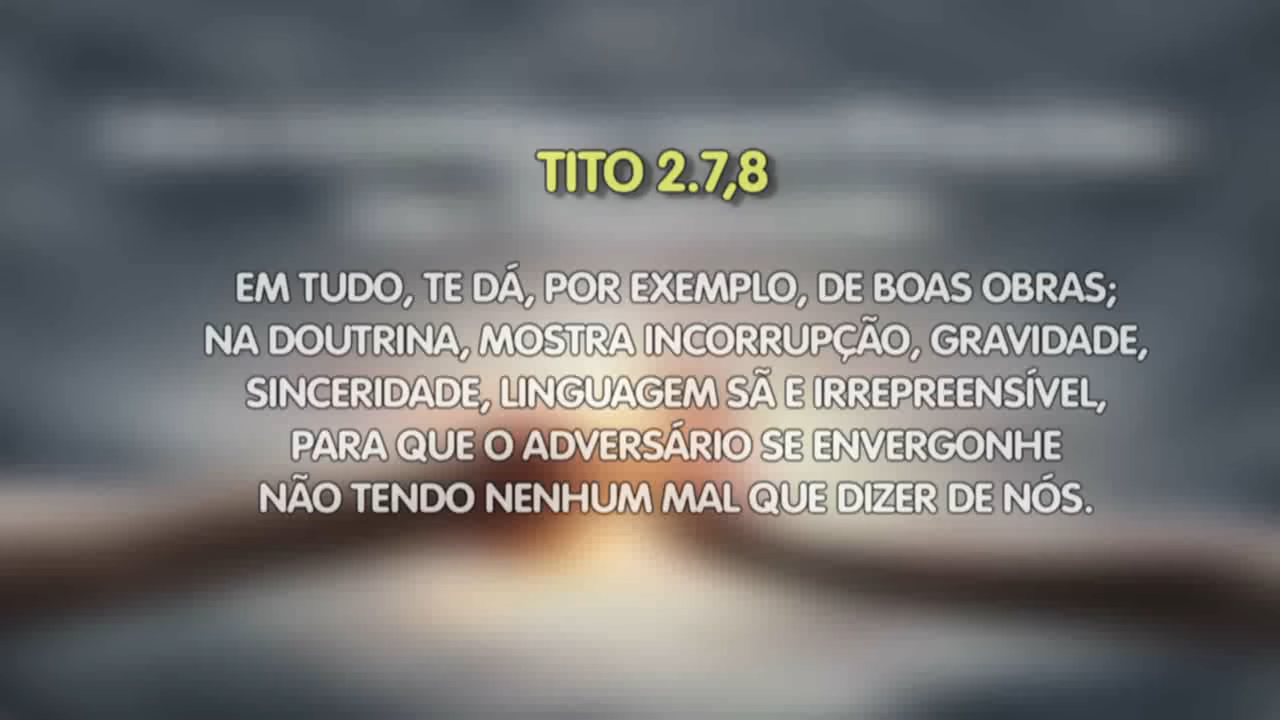 TITO 2.7,8
EM TUDO, TE DÁ, POR EXEMPLO, DE BOAS OBRAS;
NA DOUTRINA, MOSTRA INCORRUPÇÃO, GRAVIDADE,
SINCERIDADE, LINGUAGEM SÃ E IRREPREENSÍVEL,
PARA QUE O ADVERSÁRIO SE ENVERGONHE
NÃO TENDO NENHUM MAL QUE DIZER DE NÓS.